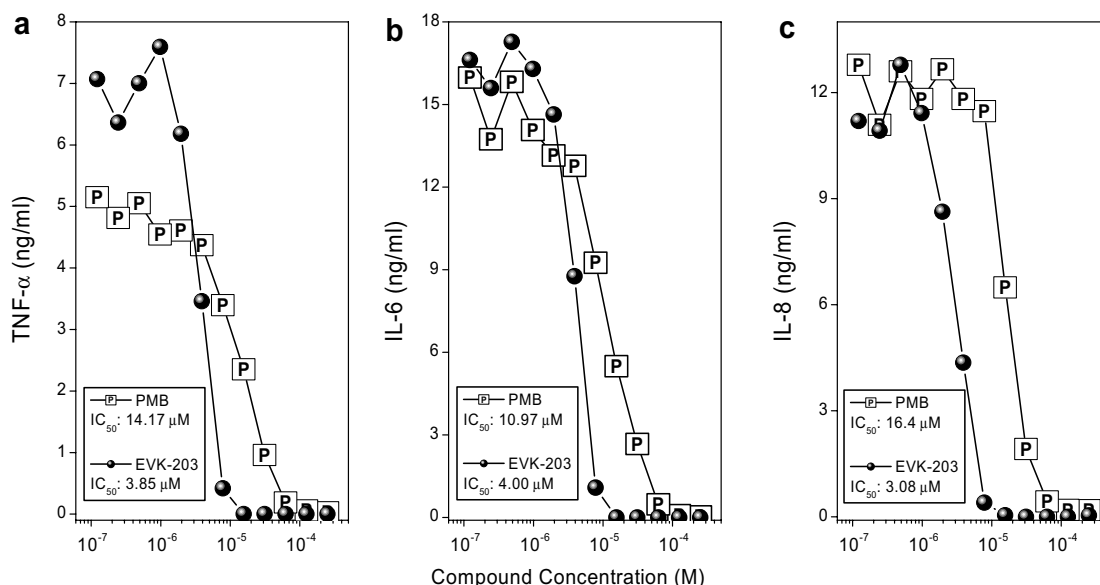 a
TNF-α (ng/ml)
8
7
6
5
4
3
2
1
0
P P P P P P P P P P P P
P PMB
IC₅₀: 14.17 μM
EVK-203
IC₅₀: 3.85 μM
10⁻⁷ 10⁻⁶ 10⁻⁵ 10⁻⁴
b
IL-6 (ng/ml)
18
15
12
9
6
3
0
P P P P P P P P P P P P
P PMB
IC₅₀: 10.97 μM
EVK-203
IC₅₀: 4.00 μM
10⁻⁷ 10⁻⁶ 10⁻⁵ 10⁻⁴
c
IL-8 (ng/ml)
12
9
6
3
0
P P P P P P P P P P P P
P PMB
IC₅₀: 16.4 μM
EVK-203
IC₅₀: 3.08 μM
10⁻⁷ 10⁻⁶ 10⁻⁵ 10⁻⁴
Compound Concentration (M)